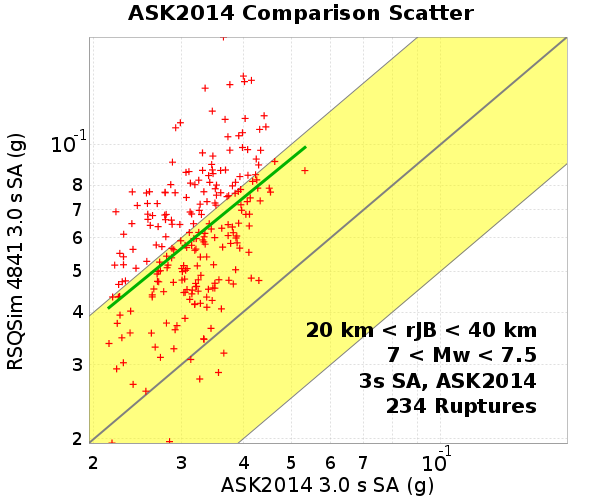 ASK2014 Comparison Scatter
RSQSim 4841 3.0 s SA (g)
10-1
8
7
6
5
4
3
2
20 km < rJB < 40 km
7 < Mw < 7.5
3s SA, ASK2014
234 Ruptures
2 3 4 5 6 7 10-1
ASK2014 3.0 s SA (g)